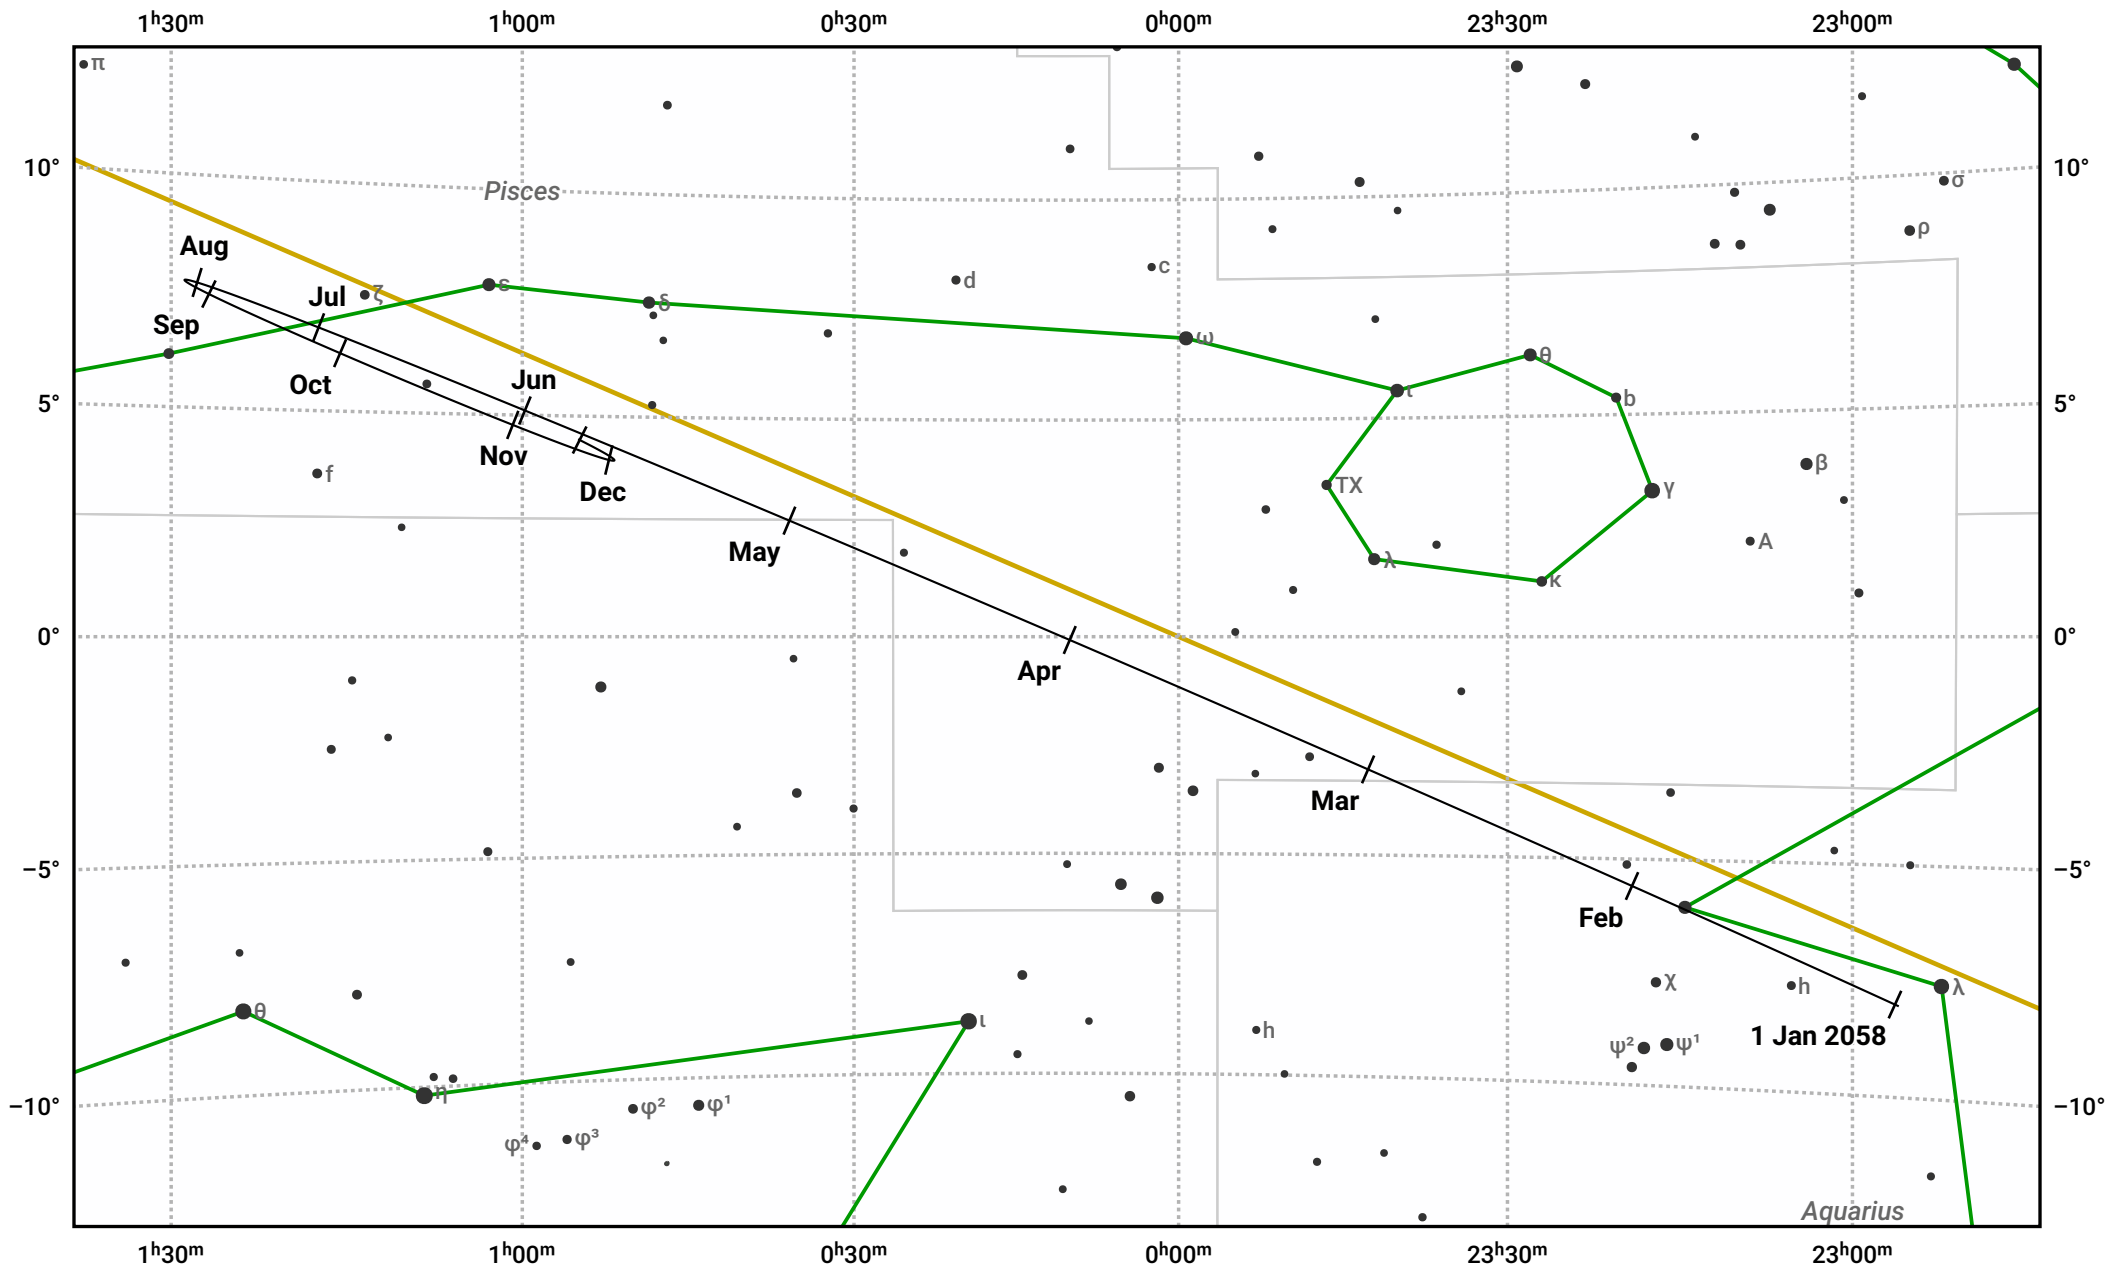 1ʰ30ᵐ 1ʰ00ᵐ 0ʰ30ᵐ 0ʰ00ᵐ 23ʰ30ᵐ 23ʰ00ᵐ
π
10° 10°
Pisces
σ
ρ
Aug
c
d
ζ
ε
Jul
δ
Sep
ω
θ
Jun
Oct
ι
b
5° 5°
Nov
β
f
TX
γ
Dec
A
May
λ
κ
0° 0°
Apr
Mar
−5° −5°
Feb
χ
h
λ
θ
ι
h
1 Jan 2058
ψ² ψ¹
η
−10° −10°
φ² φ¹
φ⁴ φ³
Aquarius
1ʰ30ᵐ 1ʰ00ᵐ 0ʰ30ᵐ 0ʰ00ᵐ 23ʰ30ᵐ 23ʰ00ᵐ